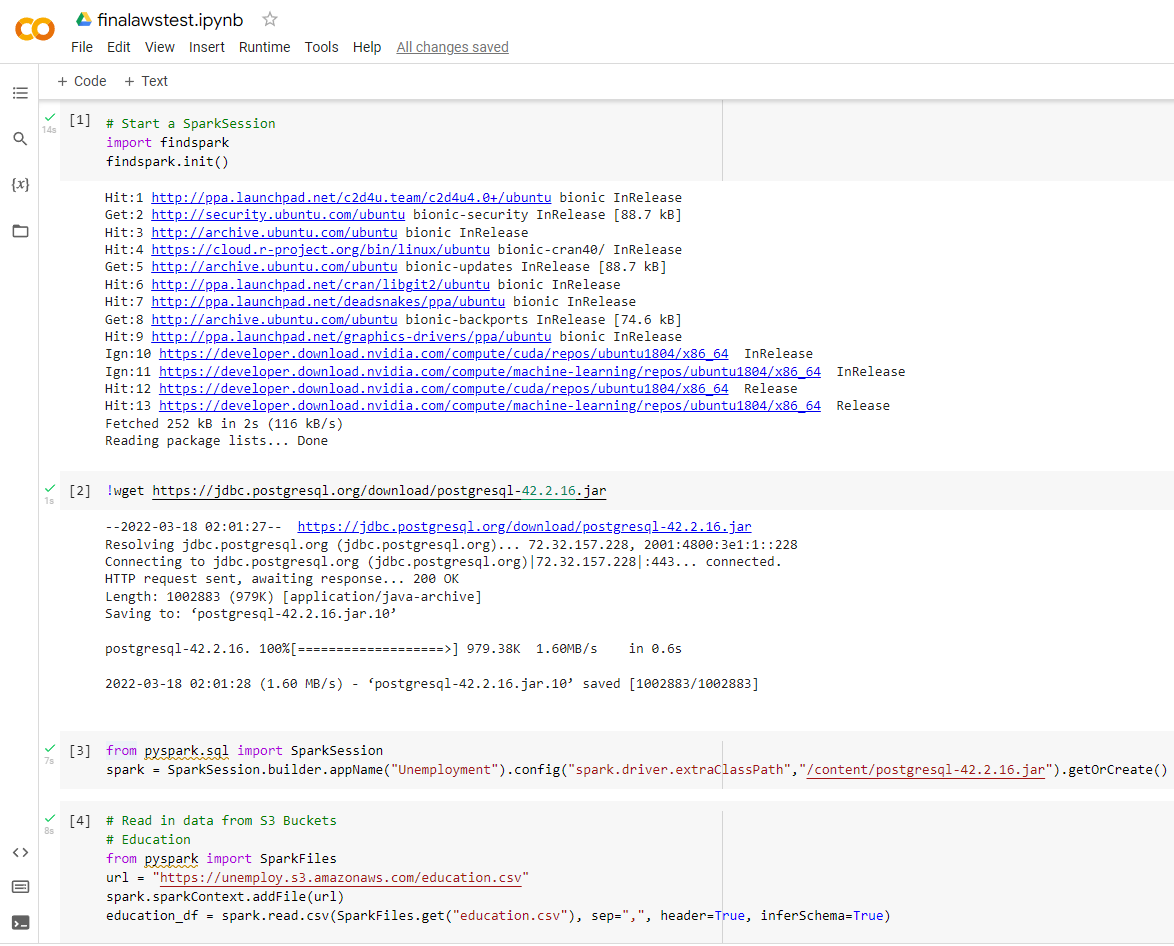 finalawstest.ipynb
File Edit View Insert Runtime Tools Help All changes saved
+ Code + Text
14s
[1] # Start a SparkSession
import findspark
findspark.init()
{x}
Hit:1 http://ppa.launchpad.net/c2d4u.team/c2d4u4.0+/ubuntu bionic InRelease
Get:2 http://security.ubuntu.com/ubuntu bionic-security InRelease [88.7 kB]
Hit:3 http://archive.ubuntu.com/ubuntu bionic InRelease
Hit:4 https://cloud.r-project.org/bin/linux/ubuntu bionic-cran40/ InRelease
Get:5 http://archive.ubuntu.com/ubuntu bionic-updates InRelease [88.7 kB]
Hit:6 http://ppa.launchpad.net/cran/libgit2/ubuntu bionic InRelease
Hit:7 http://ppa.launchpad.net/deadsnakes/ppa/ubuntu bionic InRelease
Get:8 http://archive.ubuntu.com/ubuntu bionic-backports InRelease [74.6 kB]
Hit:9 http://ppa.launchpad.net/graphics-drivers/ppa/ubuntu bionic InRelease
Ign:10 https://developer.download.nvidia.com/compute/cuda/repos/ubuntu1804/x86_64 InRelease
Ign:11 https://developer.download.nvidia.com/compute/machine-learning/repos/ubuntu1804/x86_64 InRelease
Hit:12 https://developer.download.nvidia.com/compute/cuda/repos/ubuntu1804/x86_64 Release
Hit:13 https://developer.download.nvidia.com/compute/machine-learning/repos/ubuntu1804/x86_64 Release
Fetched 252 kB in 2s (116 kB/s)
Reading package lists... Done
1s
[2] !wget https://jdbc.postgresql.org/download/postgresql-42.2.16.jar
--2022-03-18 02:01:27-- https://jdbc.postgresql.org/download/postgresql-42.2.16.jar
Resolving jdbc.postgresql.org (jdbc.postgresql.org)... 72.32.157.228, 2001:4800:3e1:1::228
Connecting to jdbc.postgresql.org (jdbc.postgresql.org)|72.32.157.228|:443... connected.
HTTP request sent, awaiting response... 200 OK
Length: 1002883 (979K) [application/java-archive]
Saving to: ‘postgresql-42.2.16.jar.10’
postgresql-42.2.16. 100%[===================>] 979.38K 1.60MB/s in 0.6s
2022-03-18 02:01:28 (1.60 MB/s) - ‘postgresql-42.2.16.jar.10’ saved [1002883/1002883]
7s
[3] from pyspark.sql import SparkSession
spark = SparkSession.builder.appName("Unemployment").config("spark.driver.extraClassPath","/content/postgresql-42.2.16.jar").getOrCreate()
8s
[4] # Read in data from S3 Buckets
# Education
from pyspark import SparkFiles
url = "https://unemploy.s3.amazonaws.com/education.csv"
spark.sparkContext.addFile(url)
education_df = spark.read.csv(SparkFiles.get("education.csv"), sep=",", header=True, inferSchema=True)